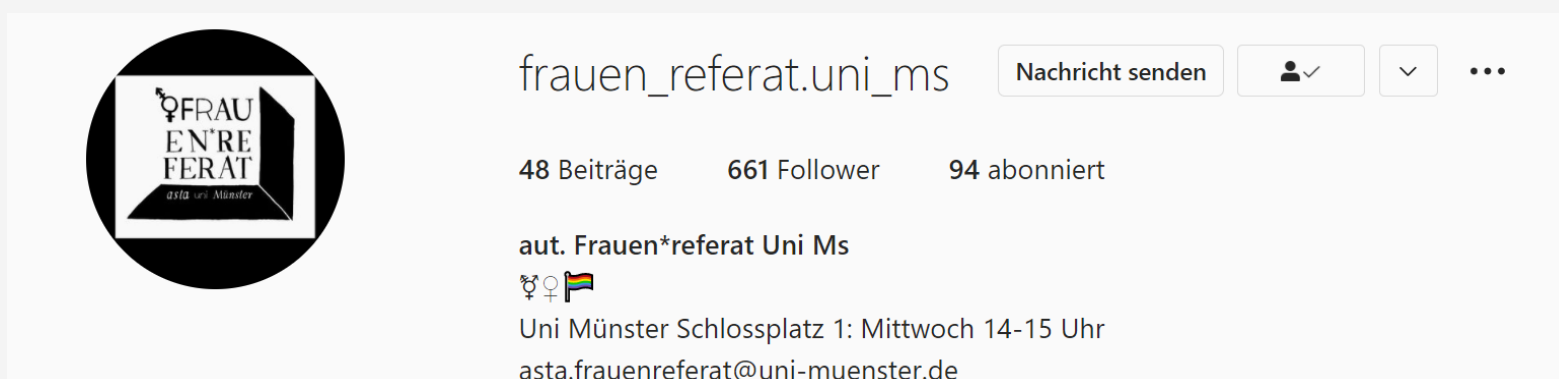 FRAU
EN*RE
FERAT
asta uni Münster
frauen_referat.uni_ms
Nachricht senden
48 Beiträge 661 Follower 94 abonniert
aut. Frauen*referat Uni Ms
⚧♀🏳️‍🌈
Uni Münster Schlossplatz 1: Mittwoch 14-15 Uhr
asta.frauenreferat@uni-muenster.de